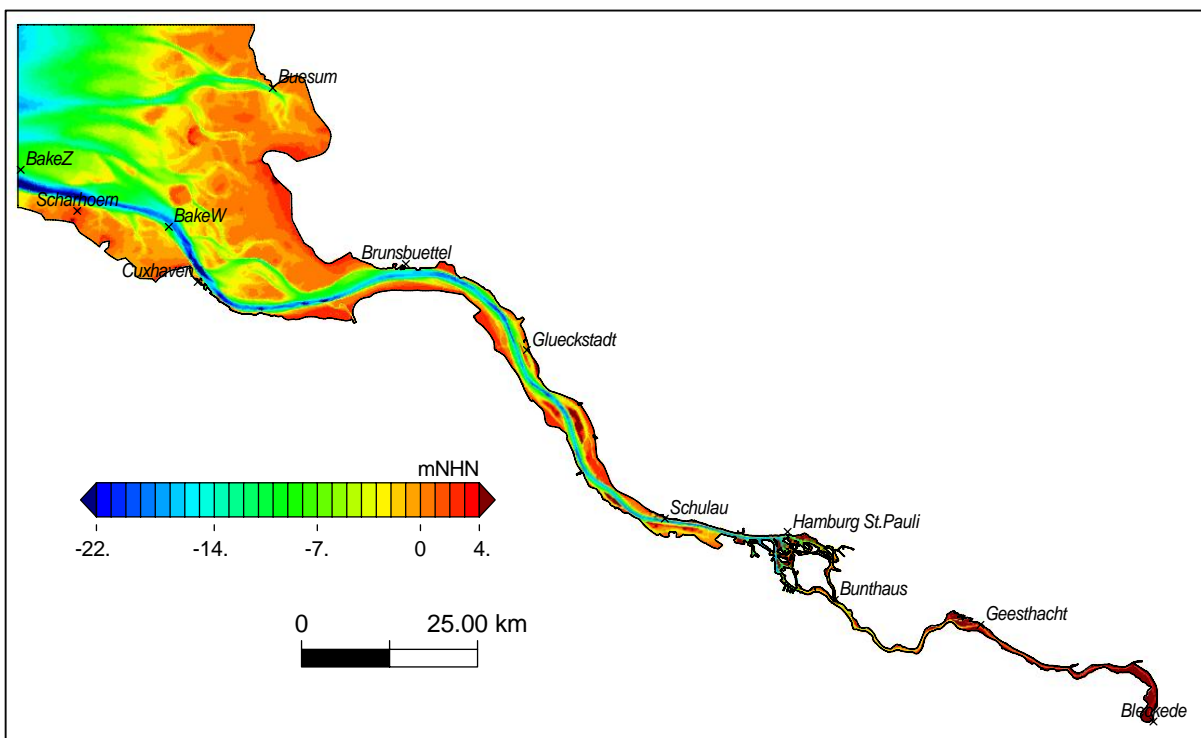 Buesum
BakeZ
Scharhoern
BakeW
Brunsbuettel
Cuxhaven
Glueckstadt
mNHN
-22. -14. -7. 0 4.
Schulau
Hamburg St.Pauli
Bunthaus
Geesthacht
0 25.00 km
Bleckede